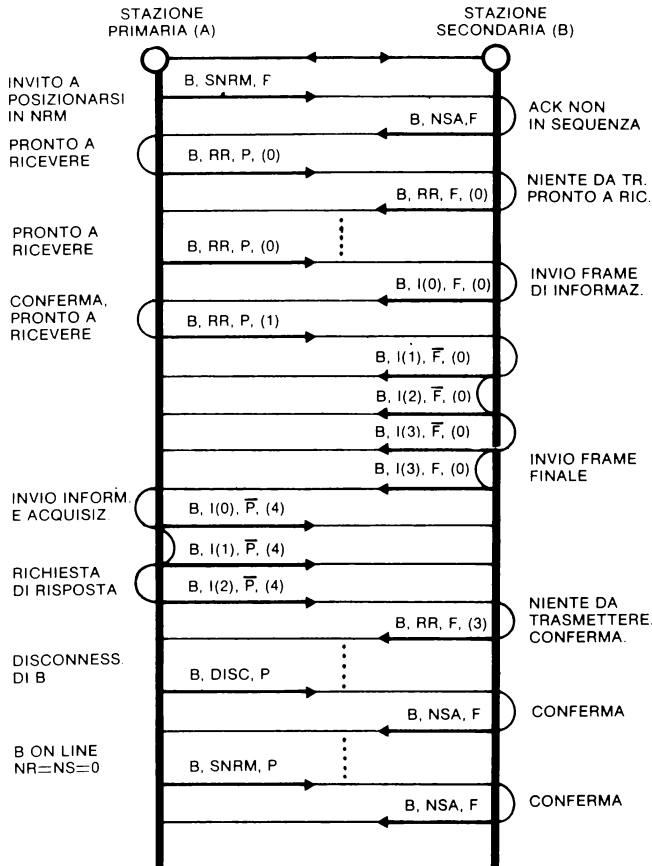 STAZIONE
PRIMARIA (A)
STAZIONE
SECONDARIA (B)
INVITO A
POSIZIONARSI
IN NRM
B, SNRM, F
B, NSA,F
ACK NON
IN SEQUENZA
PRONTO A
RICEVERE
B, RR, P, (0)
B, RR, F, (0)
NIENTE DA TR.
PRONTO A RIC.
PRONTO A
RICEVERE
B, RR, P, (0)
B, I(0), F, (0)
INVIO FRAME
DI INFORMAZ.
CONFERMA,
PRONTO A
RICEVERE
B, RR, P, (1)
B, I(1), F̅, (0)
B, I(2), F̅, (0)
B, I(3), F̅, (0)
B, I(3), F, (0)
INVIO FRAME
FINALE
INVIO INFORM.
E ACQUISIZ.
B, I(0), P̅, (4)
B, I(1), P̅, (4)
RICHIESTA
DI RISPOSTA
B, I(2), P̅, (4)
B, RR, F, (3)
NIENTE DA
TRASMETTERE.
CONFERMA.
DISCONNESS.
DI B
B, DISC, P
B, NSA, F
CONFERMA
B ON LINE
NR=NS=0
B, SNRM, P
B, NSA, F
CONFERMA